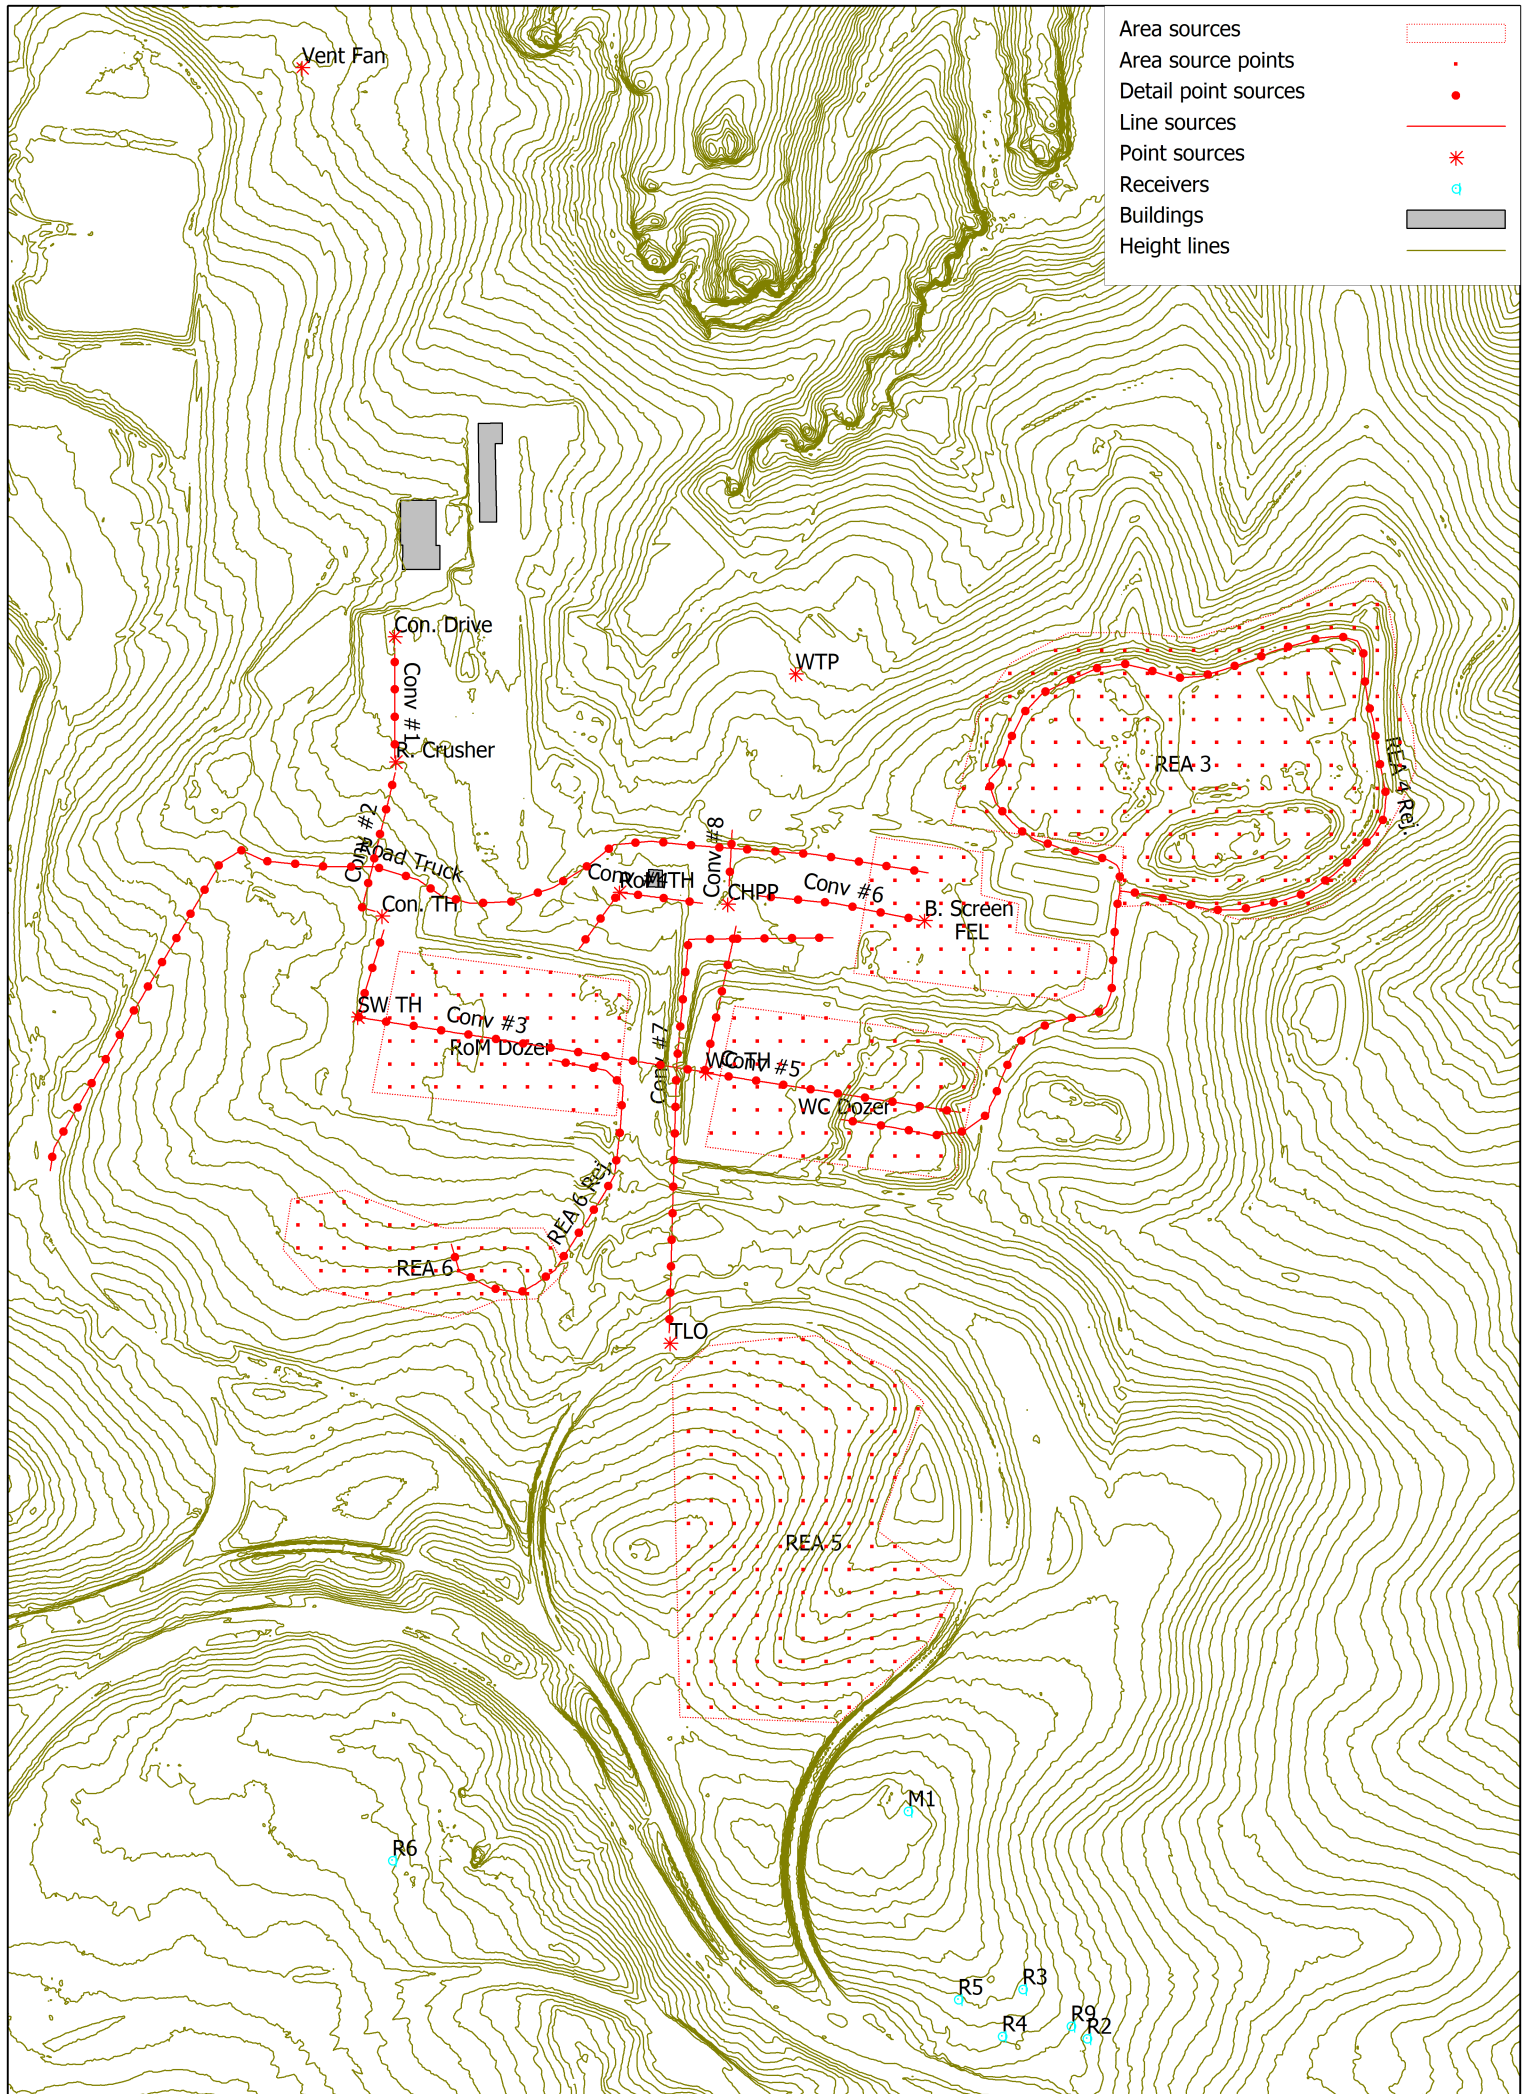 Vent Fan
Area sources
Area source points
Detail point sources
Line sources
Point sources
Receivers
Buildings
Height lines
Con. Drive
Conv #1
WTP
R. Crusher
REA 3
REA 4 Rej.
Conv #2
Road Truck
Conv #8
RoM TH
CHPP
Conv #6
Con. TH
B. Screen
FEL
SW TH
Conv #3
RoM Dozer
Conv #7
WC TH
Conv #5
WC Dozer
REA 6 Rej.
REA 6
TLO
REA 5
M1
R6
R5
R3
R4
R9
R2